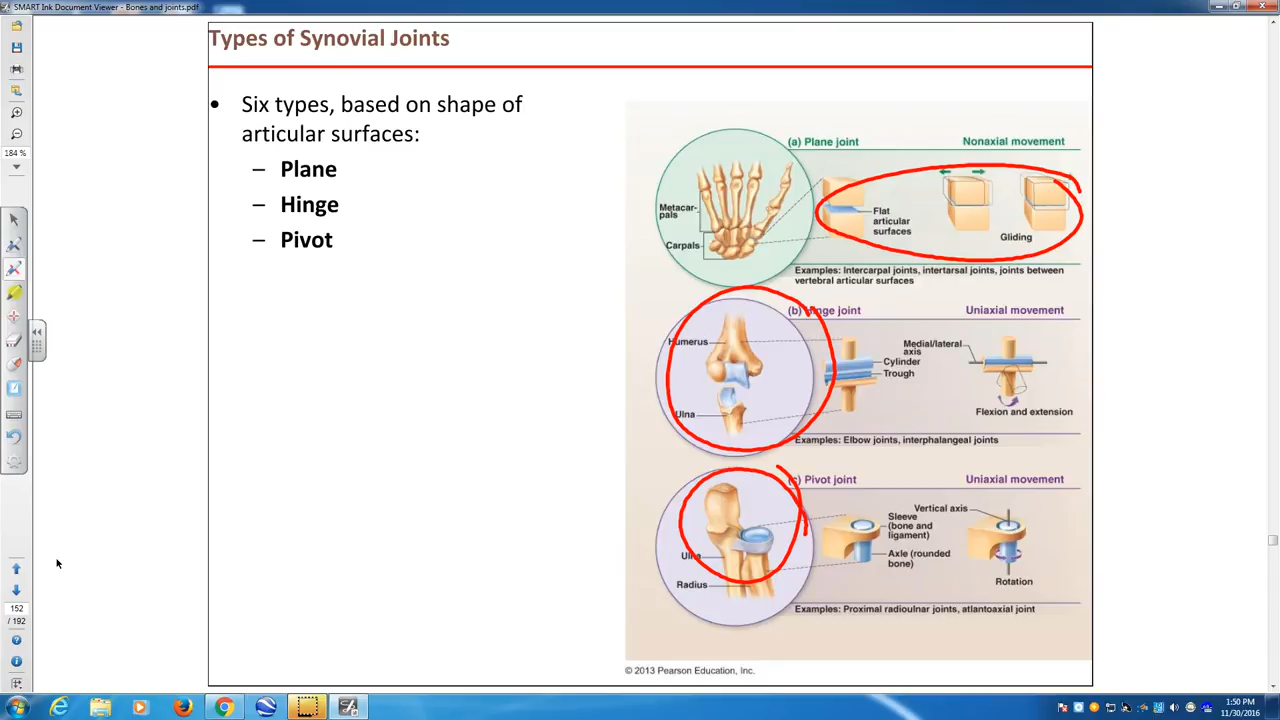 SMART Ink Document Viewer - Bones and joints.pdf
Types of Synovial Joints
• Six types, based on shape of
articular surfaces:
– Plane
– Hinge
– Pivot
(a) Plane joint
Nonaxial movement
Metacar-
pals
Carpals
Flat
articular
surfaces
Gliding
Examples: Intercarpal joints, intertarsal joints, joints between
vertebral articular surfaces
(b) Hinge joint
Uniaxial movement
Humerus
Ulna
Medial/lateral
axis
Cylinder
Trough
Flexion and extension
Examples: Elbow joints, interphalangeal joints
(c) Pivot joint
Uniaxial movement
Ulna
Radius
Vertical axis
Sleeve
(bone and
ligament)
Axle (rounded
bone)
Rotation
Examples: Proximal radioulnar joints, atlantoaxial joint
© 2013 Pearson Education, Inc.
184 %
152
/ 192
1:50 PM
11/30/2016